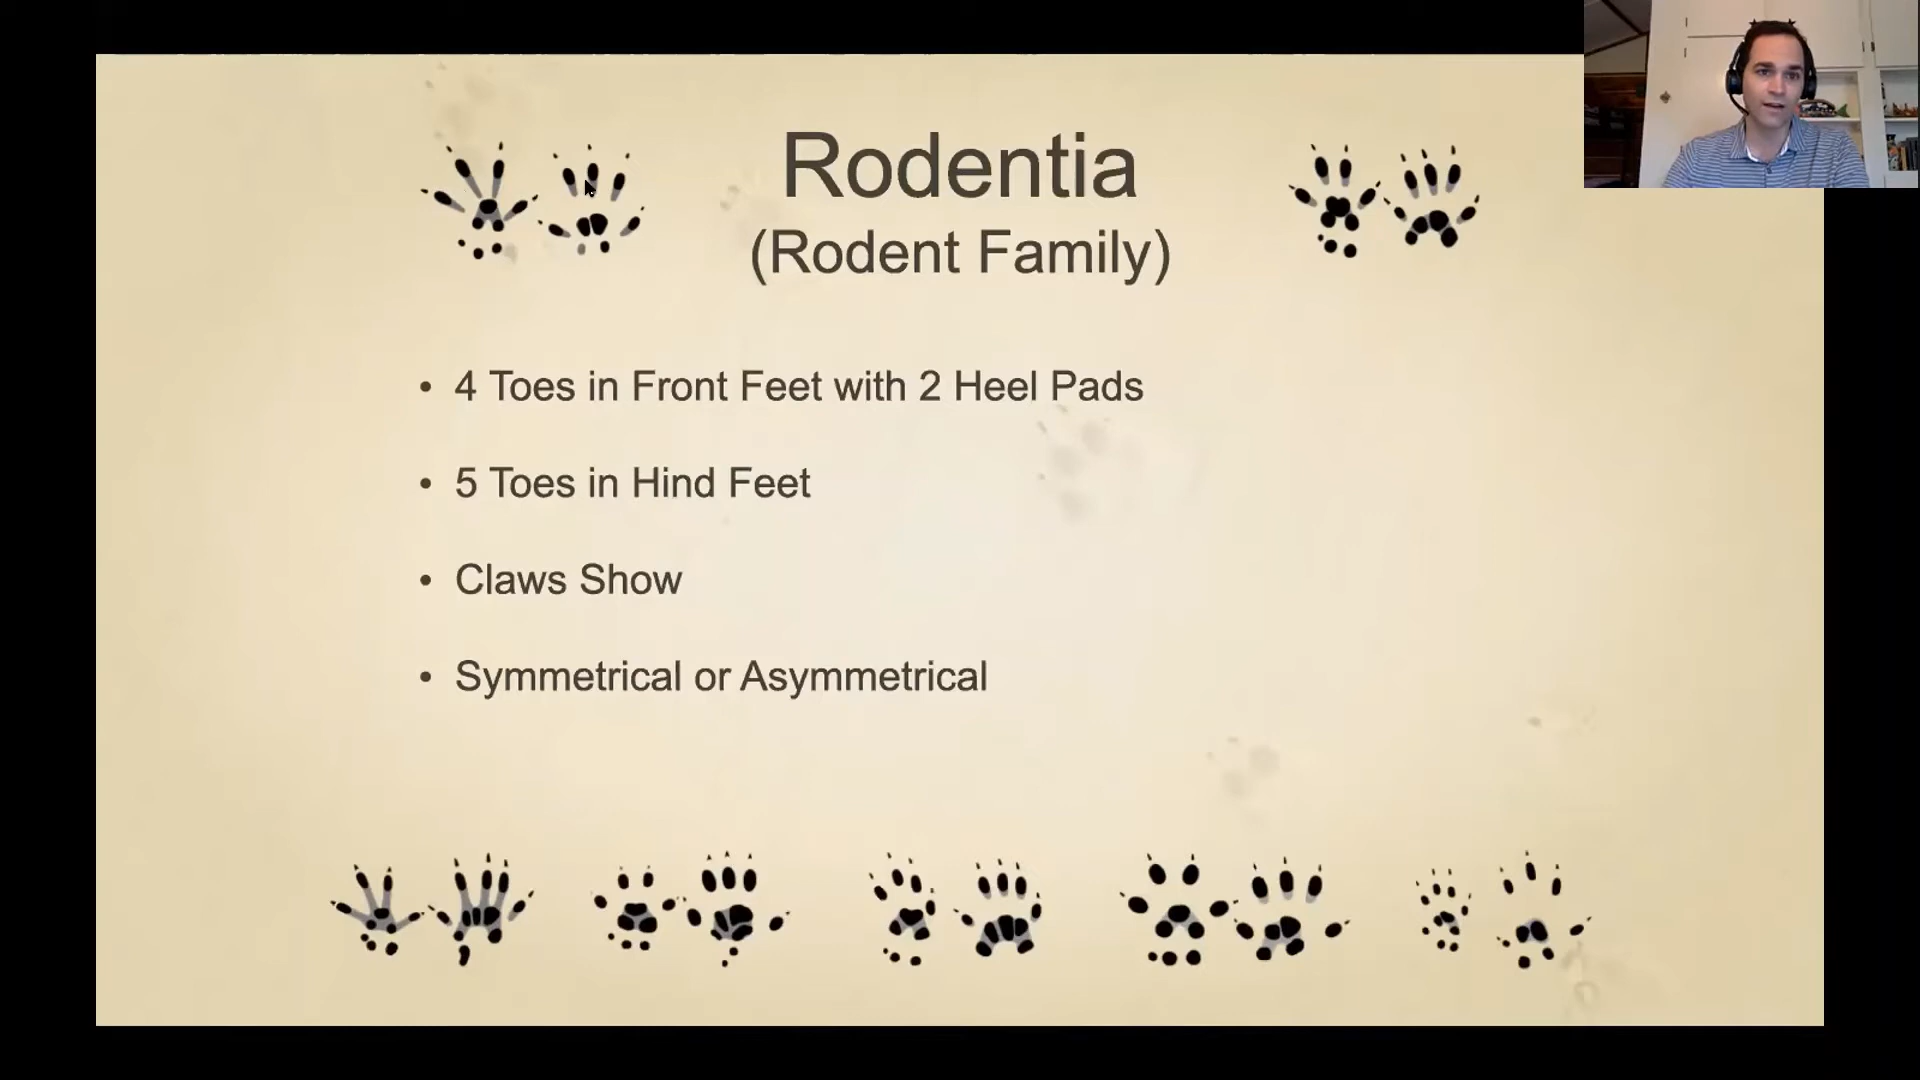 Rodentia
(Rodent Family)
• 4 Toes in Front Feet with 2 Heel Pads
• 5 Toes in Hind Feet
• Claws Show
• Symmetrical or Asymmetrical